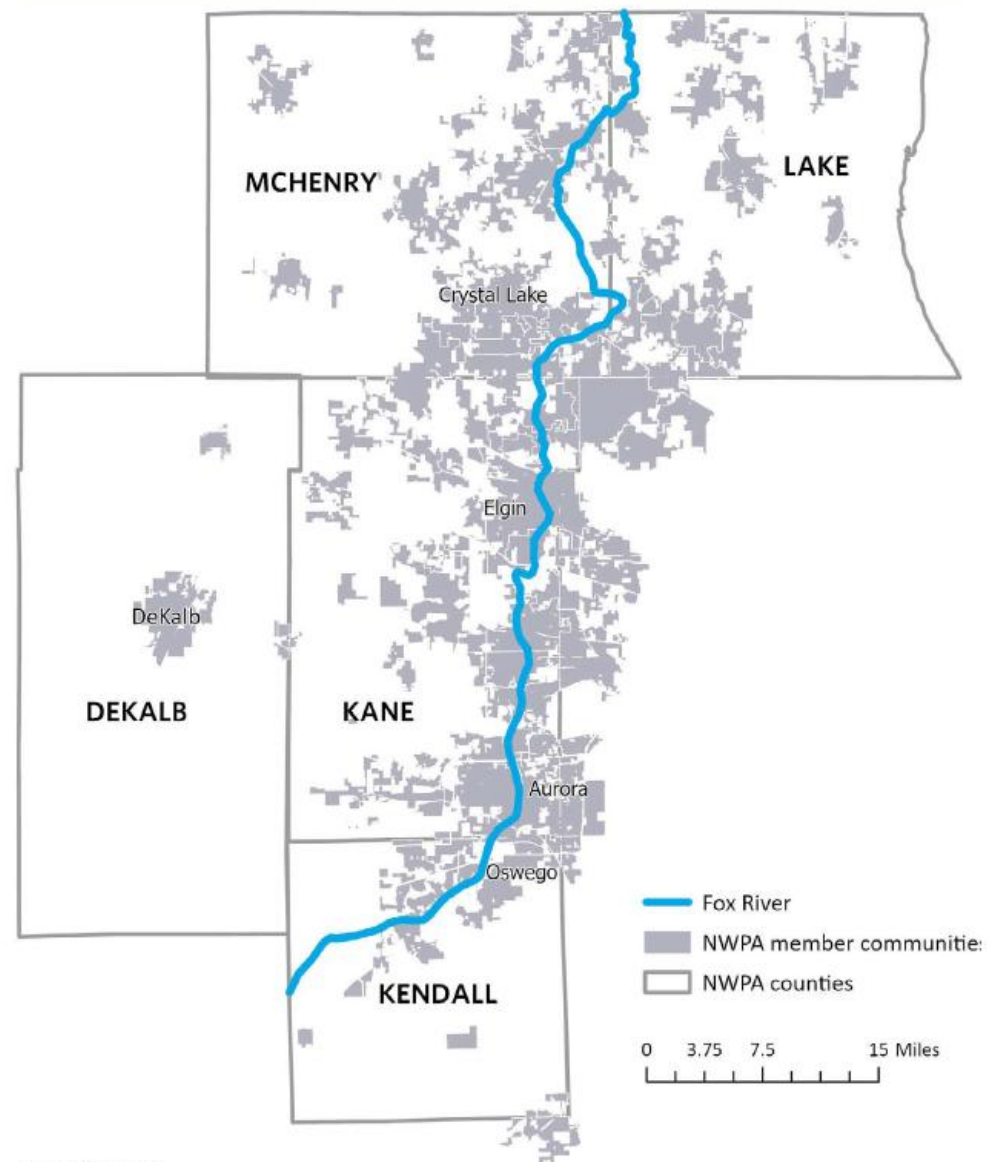 MCHENRY
LAKE
Crystal Lake
Elgin
DeKalb
DEKALB
KANE
Aurora
Oswego
Fox River
NWPA member communitie
KENDALL
NWPA counties
0 3.75 7.5 15 Miles